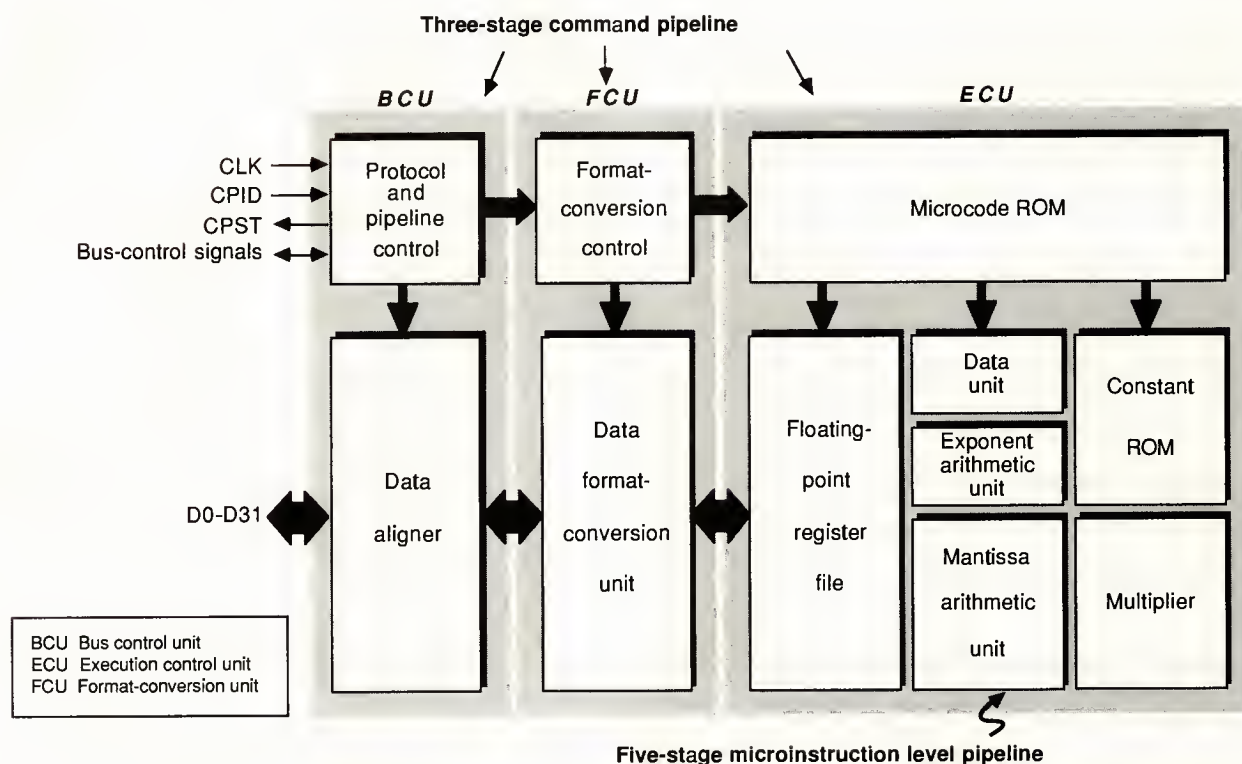 Three-stage command pipeline
BCU
FCU
ECU
CLK
CPID
CPST
Bus-control signals
Protocol
and
pipeline
control
Format-
conversion
control
Microcode ROM
D0-D31
Data
aligner
Data
format-
conversion
unit
Floating-
point
register
file
Data
unit
Exponent
arithmetic
unit
Mantissa
arithmetic
unit
Constant
ROM
Multiplier
BCU Bus control unit
ECU Execution control unit
FCU Format-conversion unit
Five-stage microinstruction level pipeline